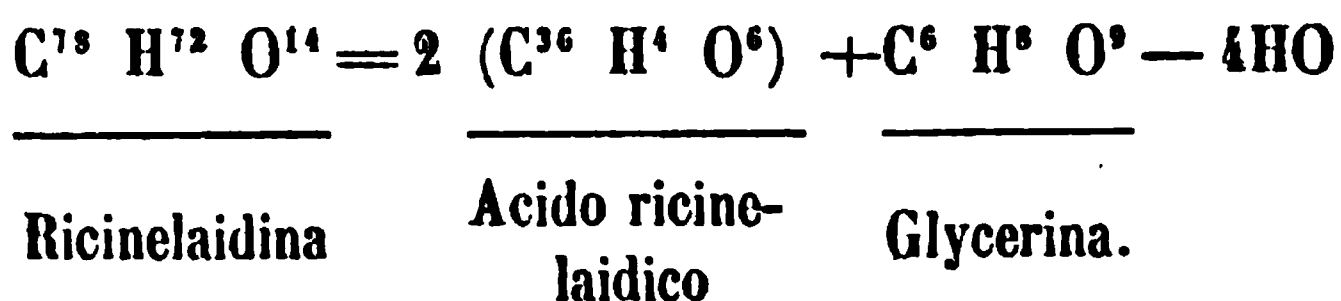 C⁷⁸ H⁷² O¹⁴ = 2 (C³⁶ H⁴ O⁶) + C⁶ H⁸ O⁹ — 4HO
Ricinelaidina
Acido ricine-
laidico
Glycerina.